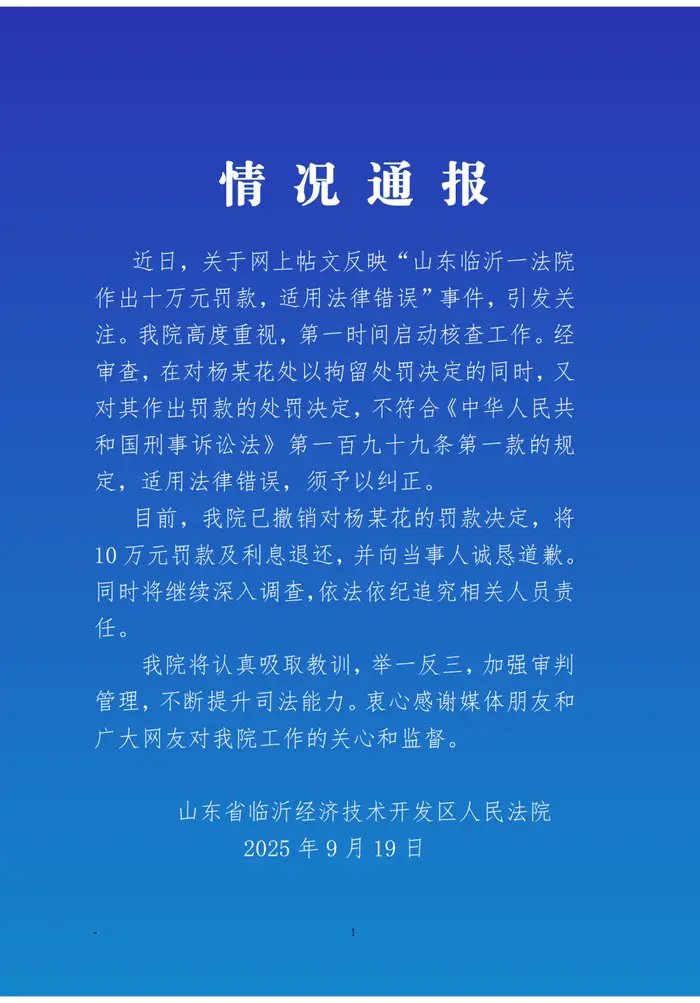 情况通报
近日，关于网上帖文反映“山东临沂一法院
作出十万元罚款，适用法律错误”事件，引发关
注。我院高度重视，第一时间启动核查工作。经
审查，在对杨某花处以拘留处罚决定的同时，又
对其作出罚款的处罚决定，不符合《中华人民共
和国刑事诉讼法》第一百九十九条第一款的规
定，适用法律错误，须予以纠正。
目前，我院已撤销对杨某花的罚款决定，将
10万元罚款及利息退还，并向当事人诚恳道歉。
同时将继续深入调查，依法依纪追究相关人员责
任。
我院将认真吸取教训，举一反三，加强审判
管理，不断提升司法能力。衷心感谢媒体朋友和
广大网友对我院工作的关心和监督。
山东省临沂经济技术开发区人民法院
2025年9月19日
- 1